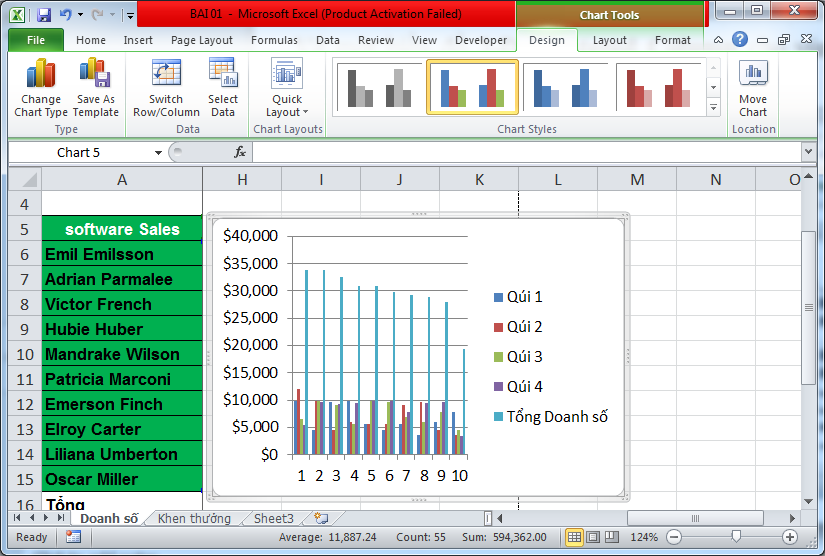 BAI 01 - Microsoft Excel (Product Activation Failed)
Chart Tools
File Home Insert Page Layout Formulas Data Review View Developer Design Layout Format
Change Chart Type
Save As Template
Switch Row/Column
Select Data
Quick Layout
Move Chart
Type Data Chart Layouts Chart Styles Location
Chart 5 fx
A H I J K L M N O
4
5 software Sales
6 Emil Emilsson
7 Adrian Parmalee
8 Victor French
9 Hubie Huber
10 Mandrake Wilson
11 Patricia Marconi
12 Emerson Finch
13 Elroy Carter
14 Liliana Umberton
15 Oscar Miller
16 Tổng
$40,000
$35,000
$30,000
$25,000
$20,000
$15,000
$10,000
$5,000
$0
1 2 3 4 5 6 7 8 9 10
Qúi 1
Qúi 2
Qúi 3
Qúi 4
Tổng Doanh số
Doanh số Khen thưởng Sheet3
Ready Average: 11,887.24 Count: 55 Sum: 594,362.00 124%